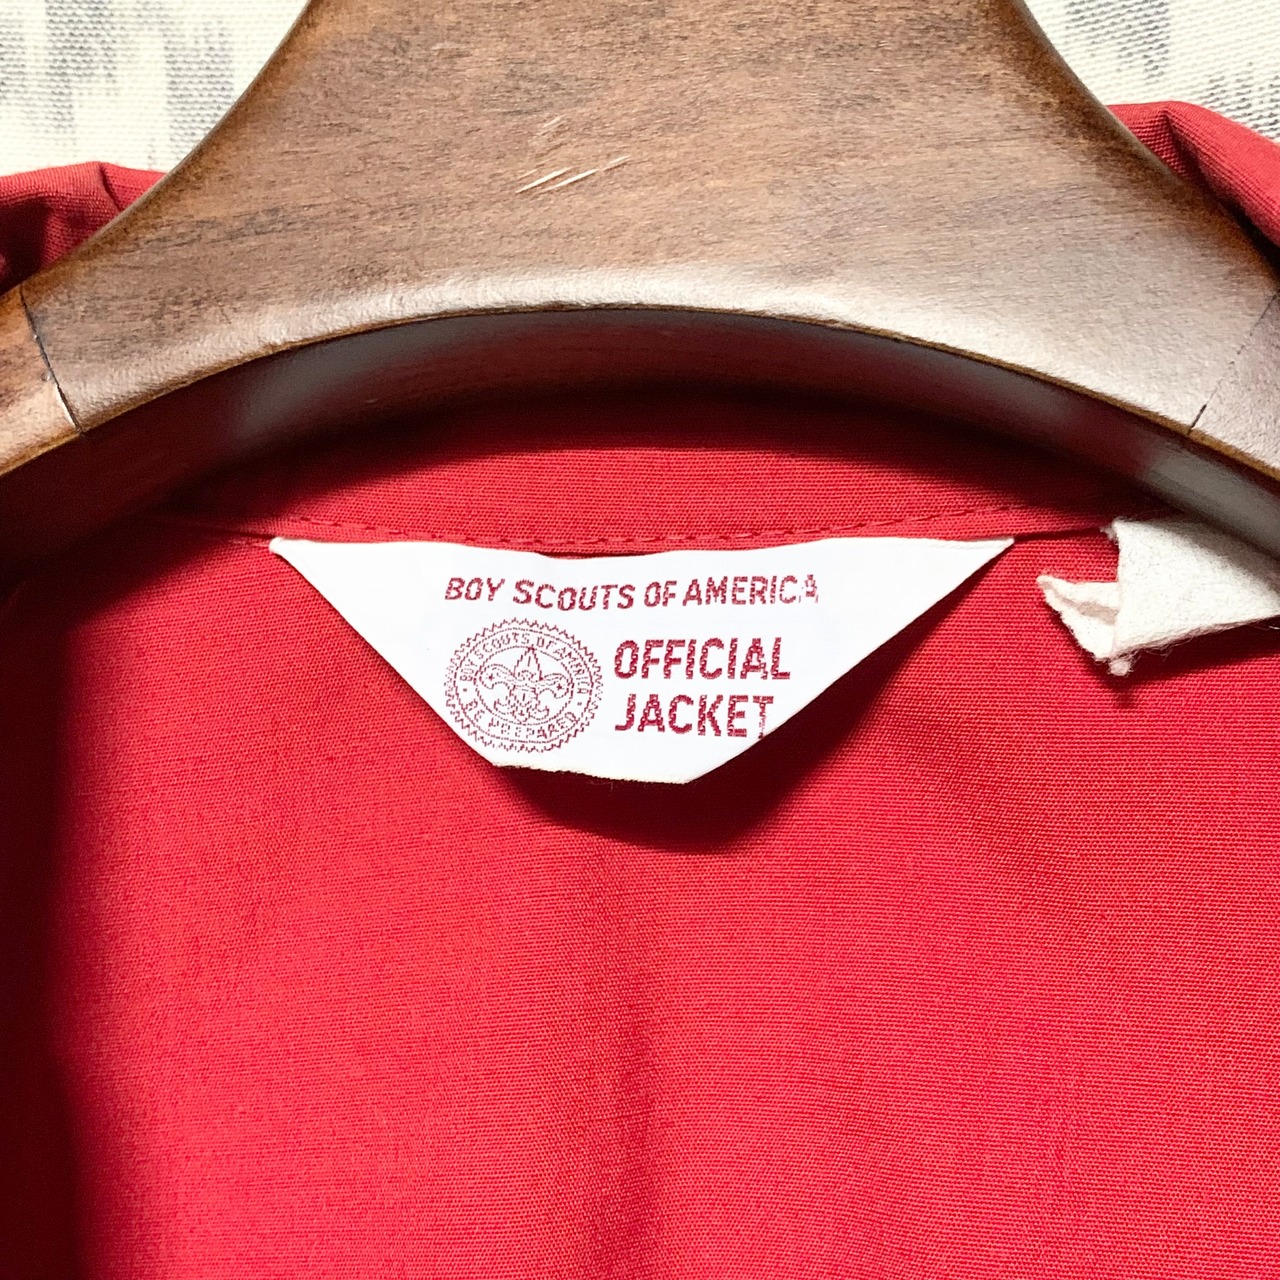 BOY SCOUTS OF AMERICA
BOY SCOUTS OF AMERICA
BE PREPARED
OFFICIAL
JACKET